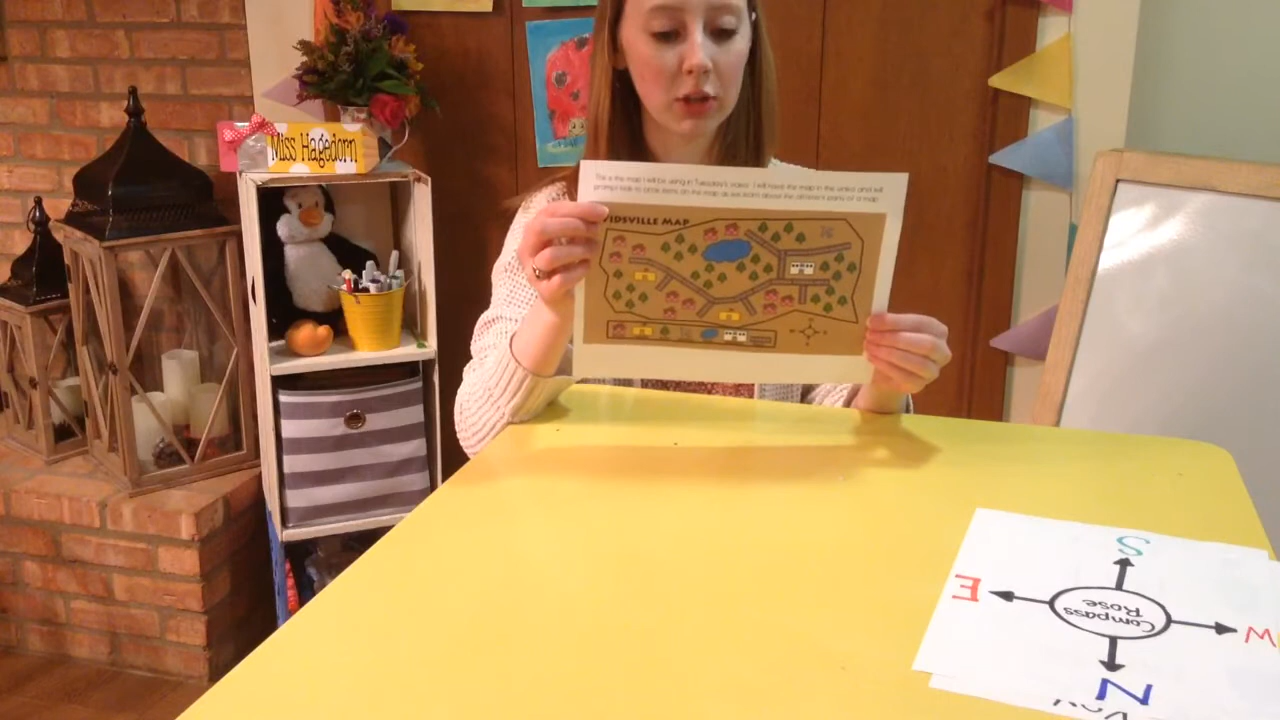 Miss Hagedorn
This is the map I will be using in Tuesday's video. I will need the map in the video and will
prompt kids to circle items on the map as we learn about the different parts of a map.
IDSVILLE MAP
S
E
Compass
Rose
W
N